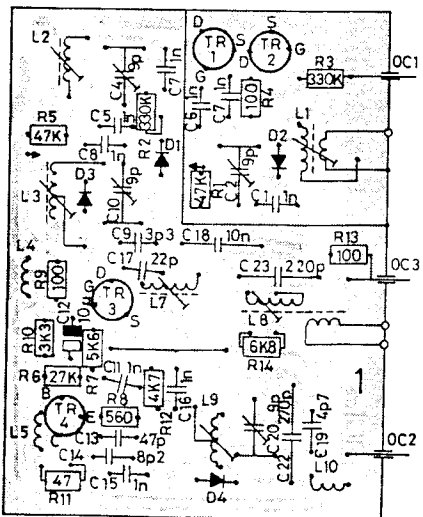 D S
L2 9p 1n TR 1 S D TR 2 G R3 330K OC1
C4 C7 G
R5 47K C5 1n 330K R2 C6 1n C7 1n 100 R4
C8 1n D1 D2 L1
L3 D3 C10 9p 47K R1 C2 9p C1 1n
C9 3p3 C18 10n R13 100
L4 R9 100 D C17 22p C23 220p OC3
G TR 3 S L7 L8
C12 10µ
R10 3K3 5K6 6K8 R14
R6 27K R7 C11 1n 4K7 1n L9 1
B TR 4 E R8 560 R12 C16 9p 270p 4p7
L5 C13 47p C20 C22 C19 OC2
C14 8p2
47 R11 C15 1n D4 L10